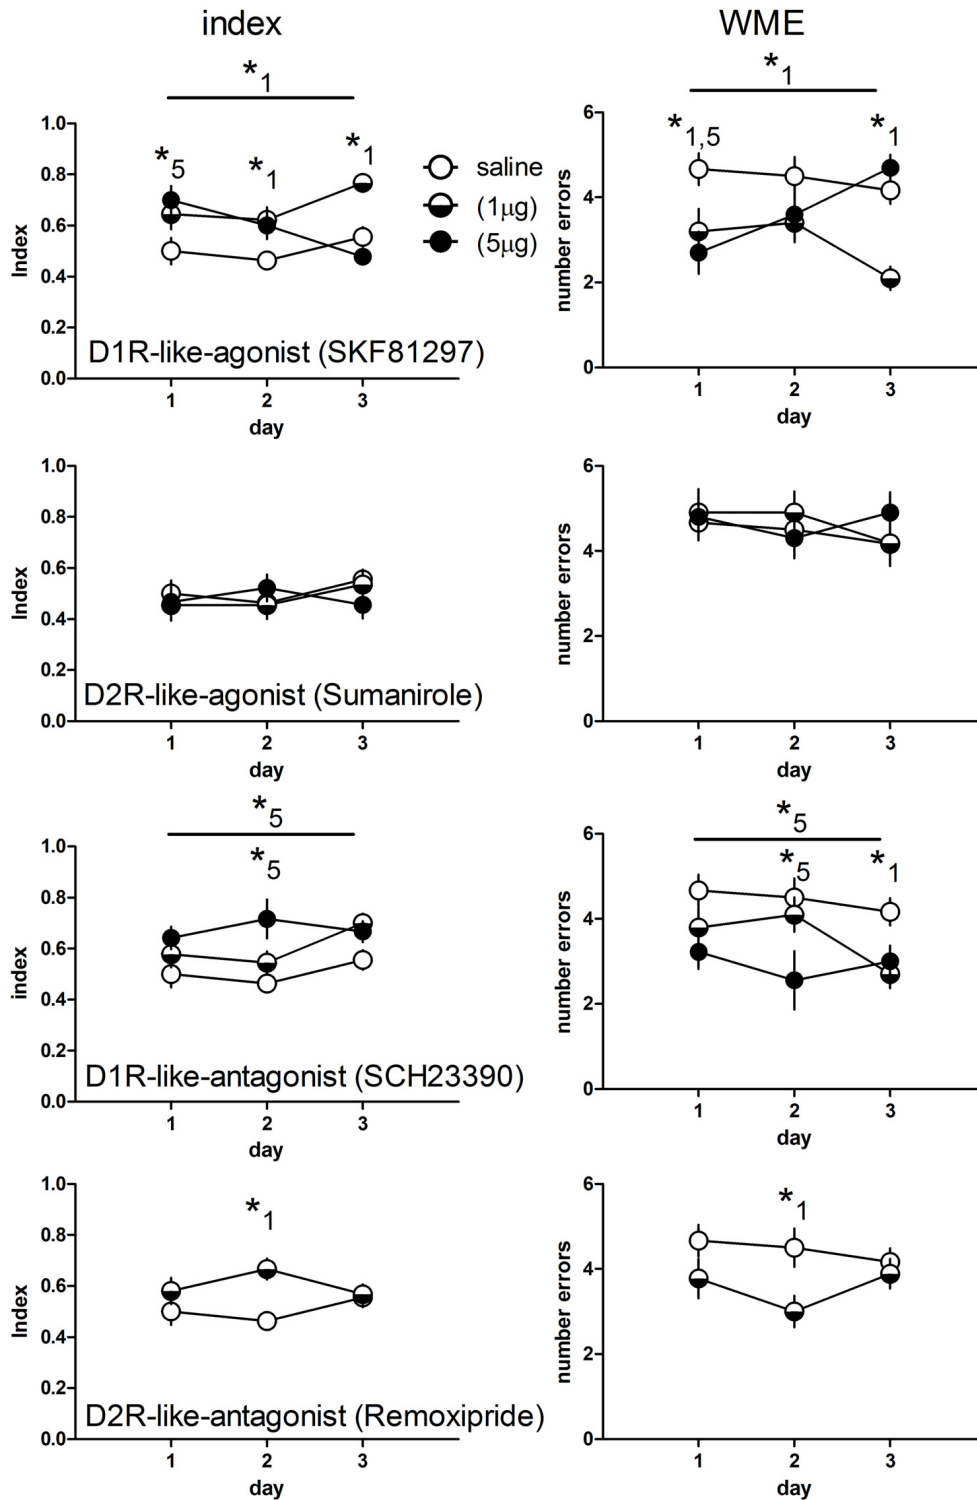 index
WME
*1
*1
1.0
0.8
0.6
0.4
0.2
0.0
Index
*5
*1
*1
saline
(1µg)
(5µg)
D1R-like-agonist (SKF81297)
1 2 3
day
6
4
2
0
number errors
*1,5
*1
1 2 3
day
1.0
0.8
0.6
0.4
0.2
0.0
Index
D2R-like-agonist (Sumanirole)
1 2 3
day
6
4
2
0
number errors
1 2 3
day
*5
*5
1.0
0.8
0.6
0.4
0.2
0.0
index
D1R-like-antagonist (SCH23390)
1 2 3
day
*5
*5
*1
6
4
2
0
number errors
1 2 3
day
1.0
0.8
0.6
0.4
0.2
0.0
Index
*1
D2R-like-antagonist (Remoxipride)
1 2 3
day
6
4
2
0
number errors
*1
1 2 3
day